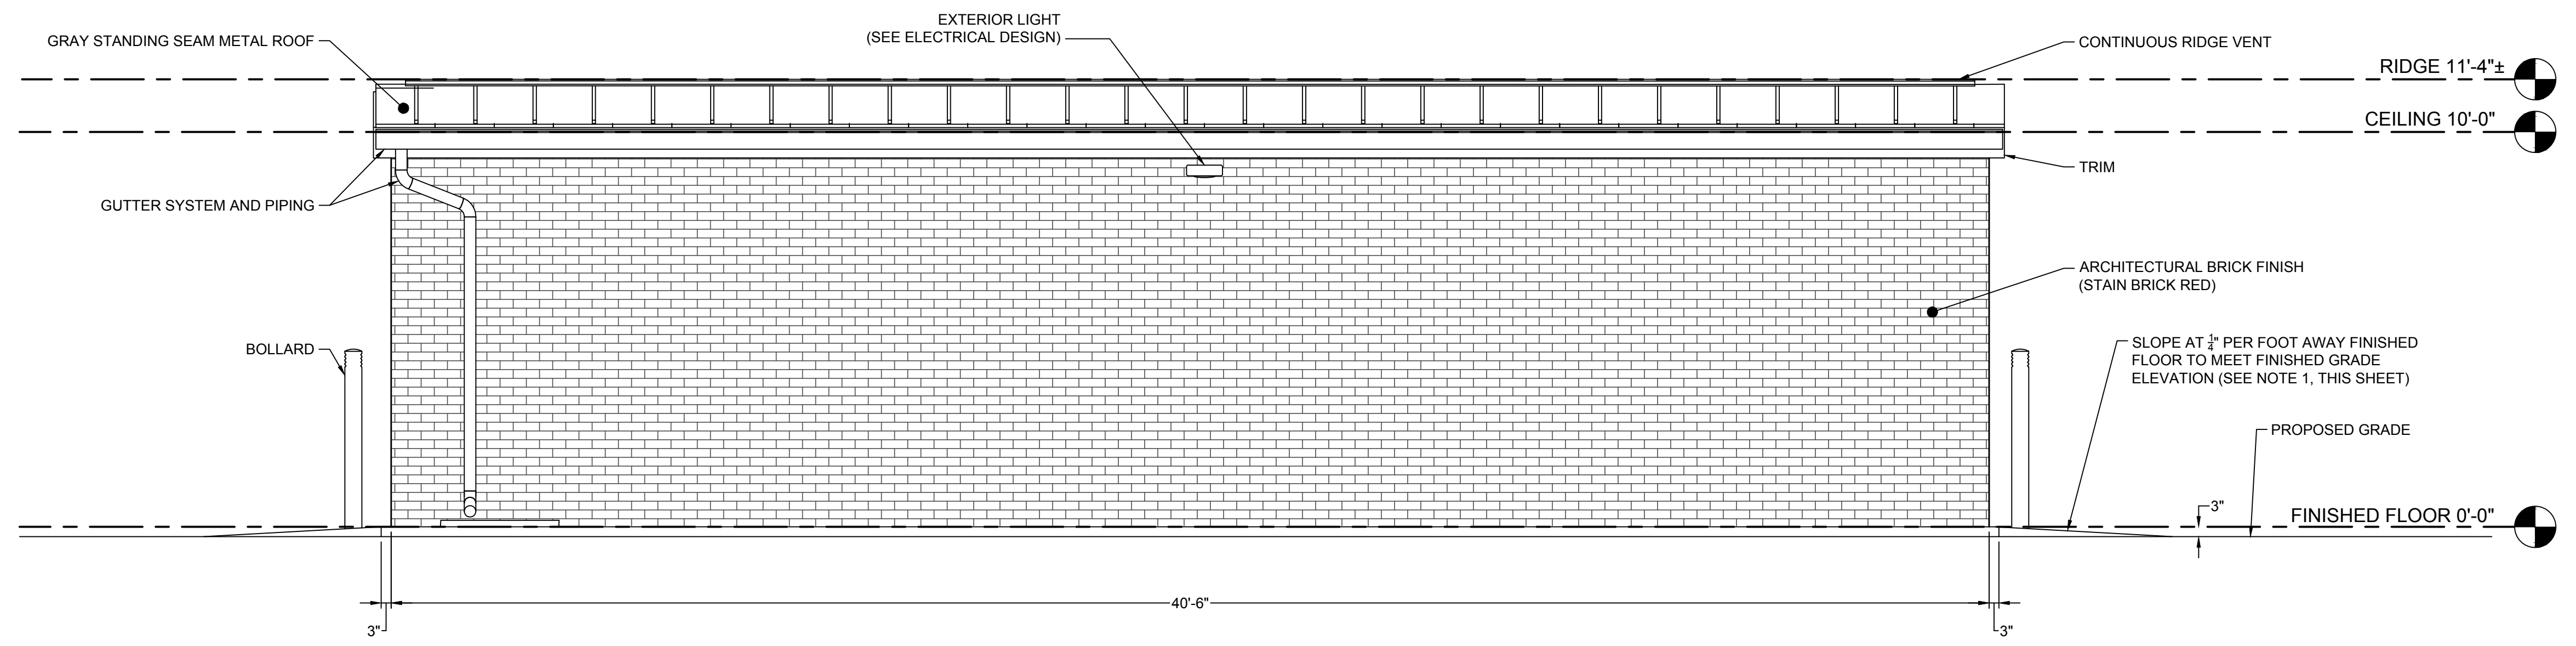 EXTERIOR LIGHT
(SEE ELECTRICAL DESIGN)
GRAY STANDING SEAM METAL ROOF
CONTINUOUS RIDGE VENT
RIDGE 11'-4"±
CEILING 10'-0"
TRIM
GUTTER SYSTEM AND PIPING
ARCHITECTURAL BRICK FINISH
(STAIN BRICK RED)
BOLLARD
SLOPE AT 1/4" PER FOOT AWAY FINISHED
FLOOR TO MEET FINISHED GRADE
ELEVATION (SEE NOTE 1, THIS SHEET)
PROPOSED GRADE
3"
FINISHED FLOOR 0'-0"
40'-6"
3"
3"